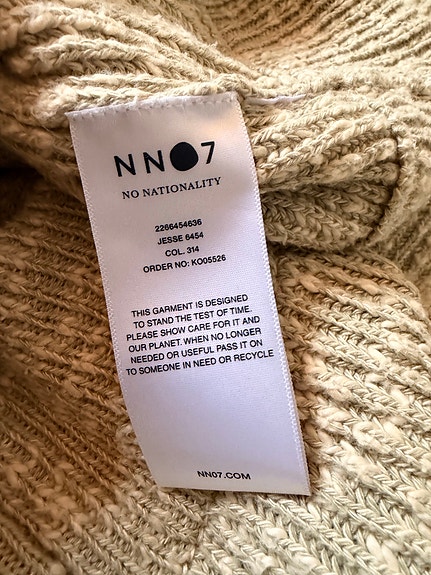 NN07
NO NATIONALITY
2266454636
JESSE 6454
COL. 314
ORDER NO: KO05526
THIS GARMENT IS DESIGNED
TO STAND THE TEST OF TIME.
PLEASE SHOW CARE FOR IT AND
OUR PLANET. WHEN NO LONGER
NEEDED OR USEFUL PASS IT ON
TO SOMEONE IN NEED OR RECYCLE
NN07.COM